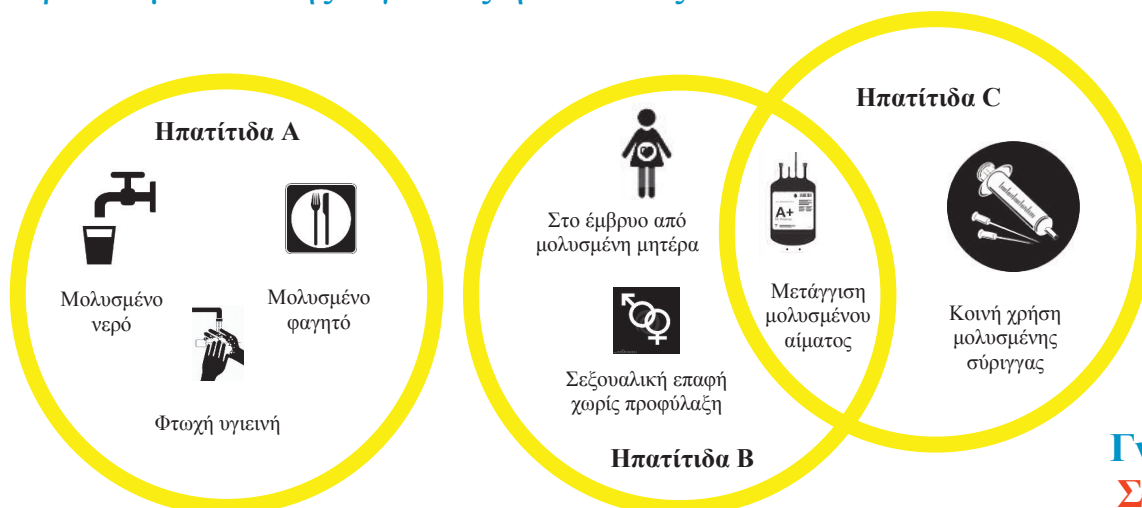 Ηπατίτιδα Α
Μολυσμένο
νερό
Μολυσμένο
φαγητό
Φτωχή υγιεινή
Στο έμβρυο από
μολυσμένη μητέρα
Σεξουαλική επαφή
χωρίς προφύλαξη
Ηπατίτιδα Β
A+
Μετάγγιση
μολυσμένου
αίματος
Ηπατίτιδα C
Κοινή χρήση
μολυσμένης
σύριγγας